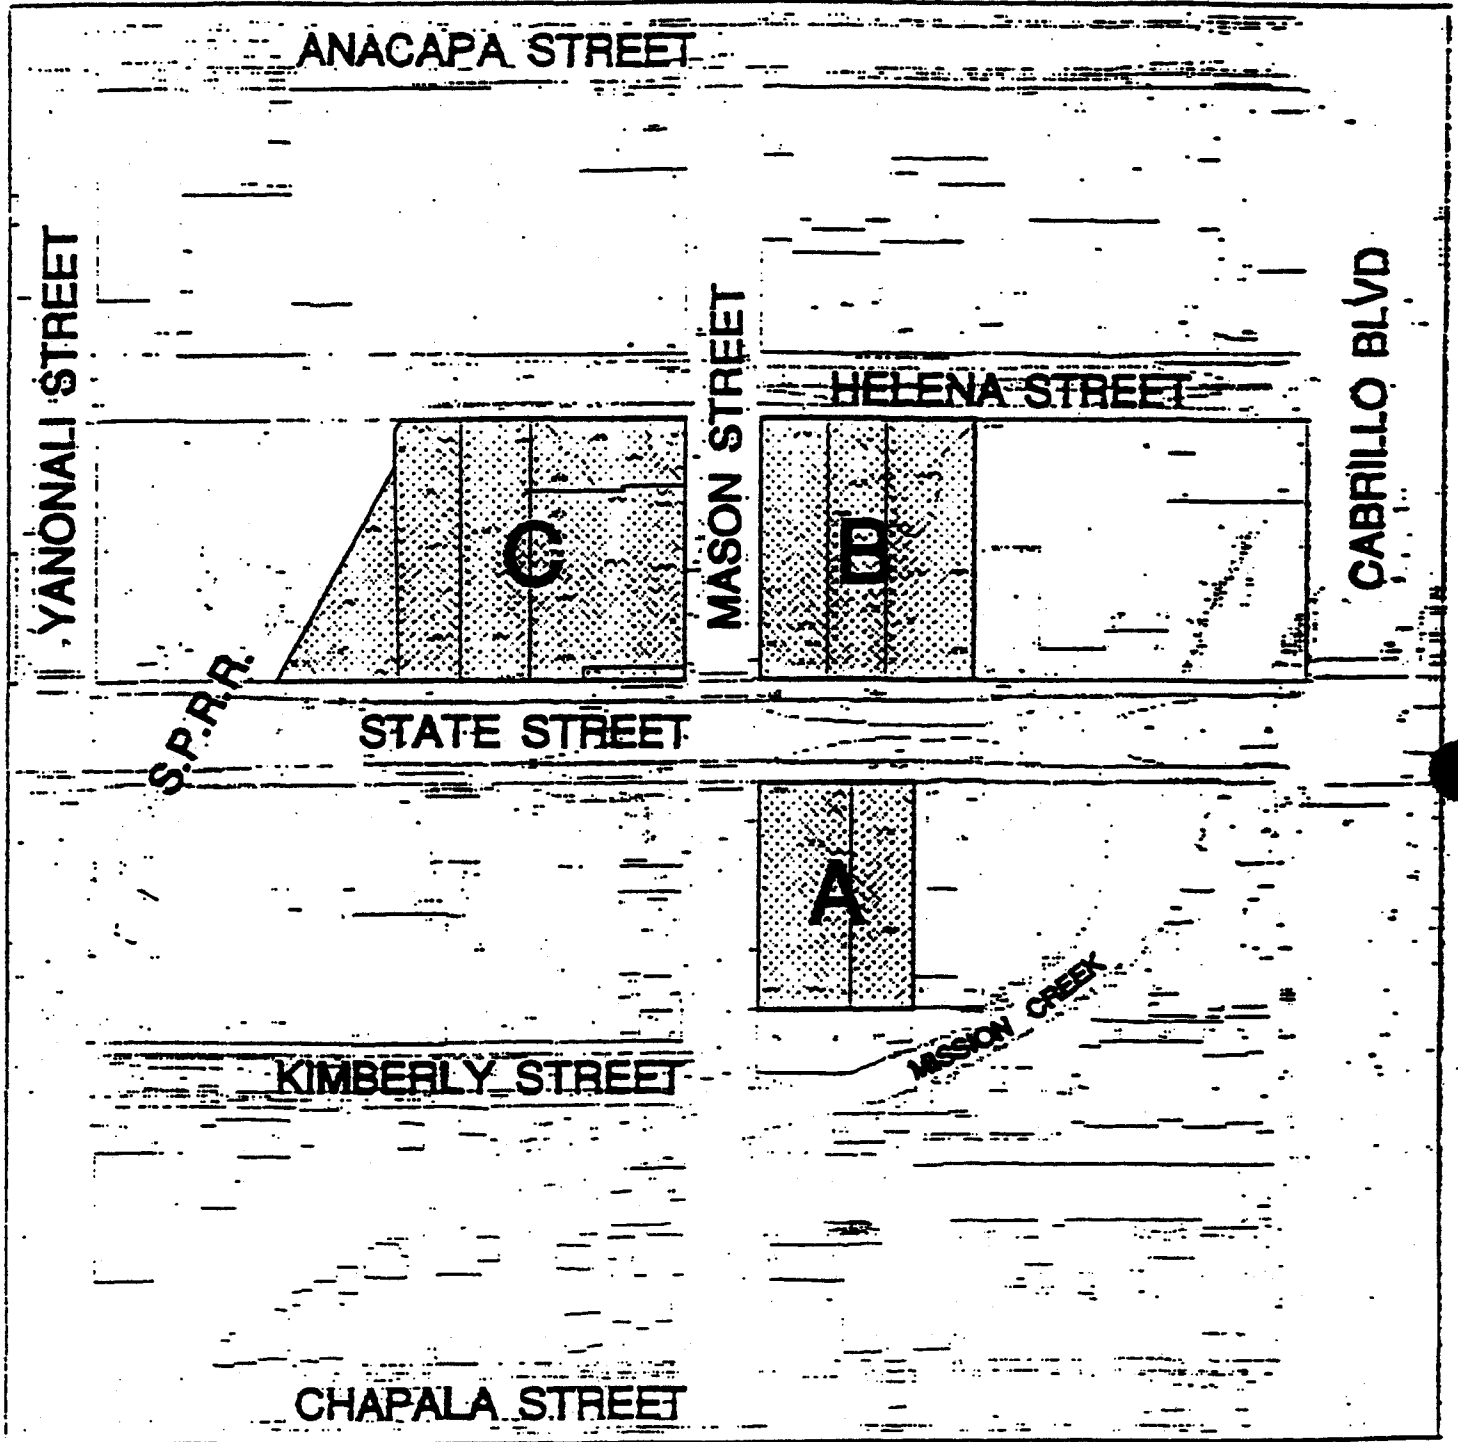 ANACAPA STREET
YANONALI STREET
MASON STREET
CABRILLO BLVD
HELENA STREET
C
B
S.P.R.R.
STATE STREET
A
MISSION CREEK
KIMBERLY STREET
CHAPALA STREET